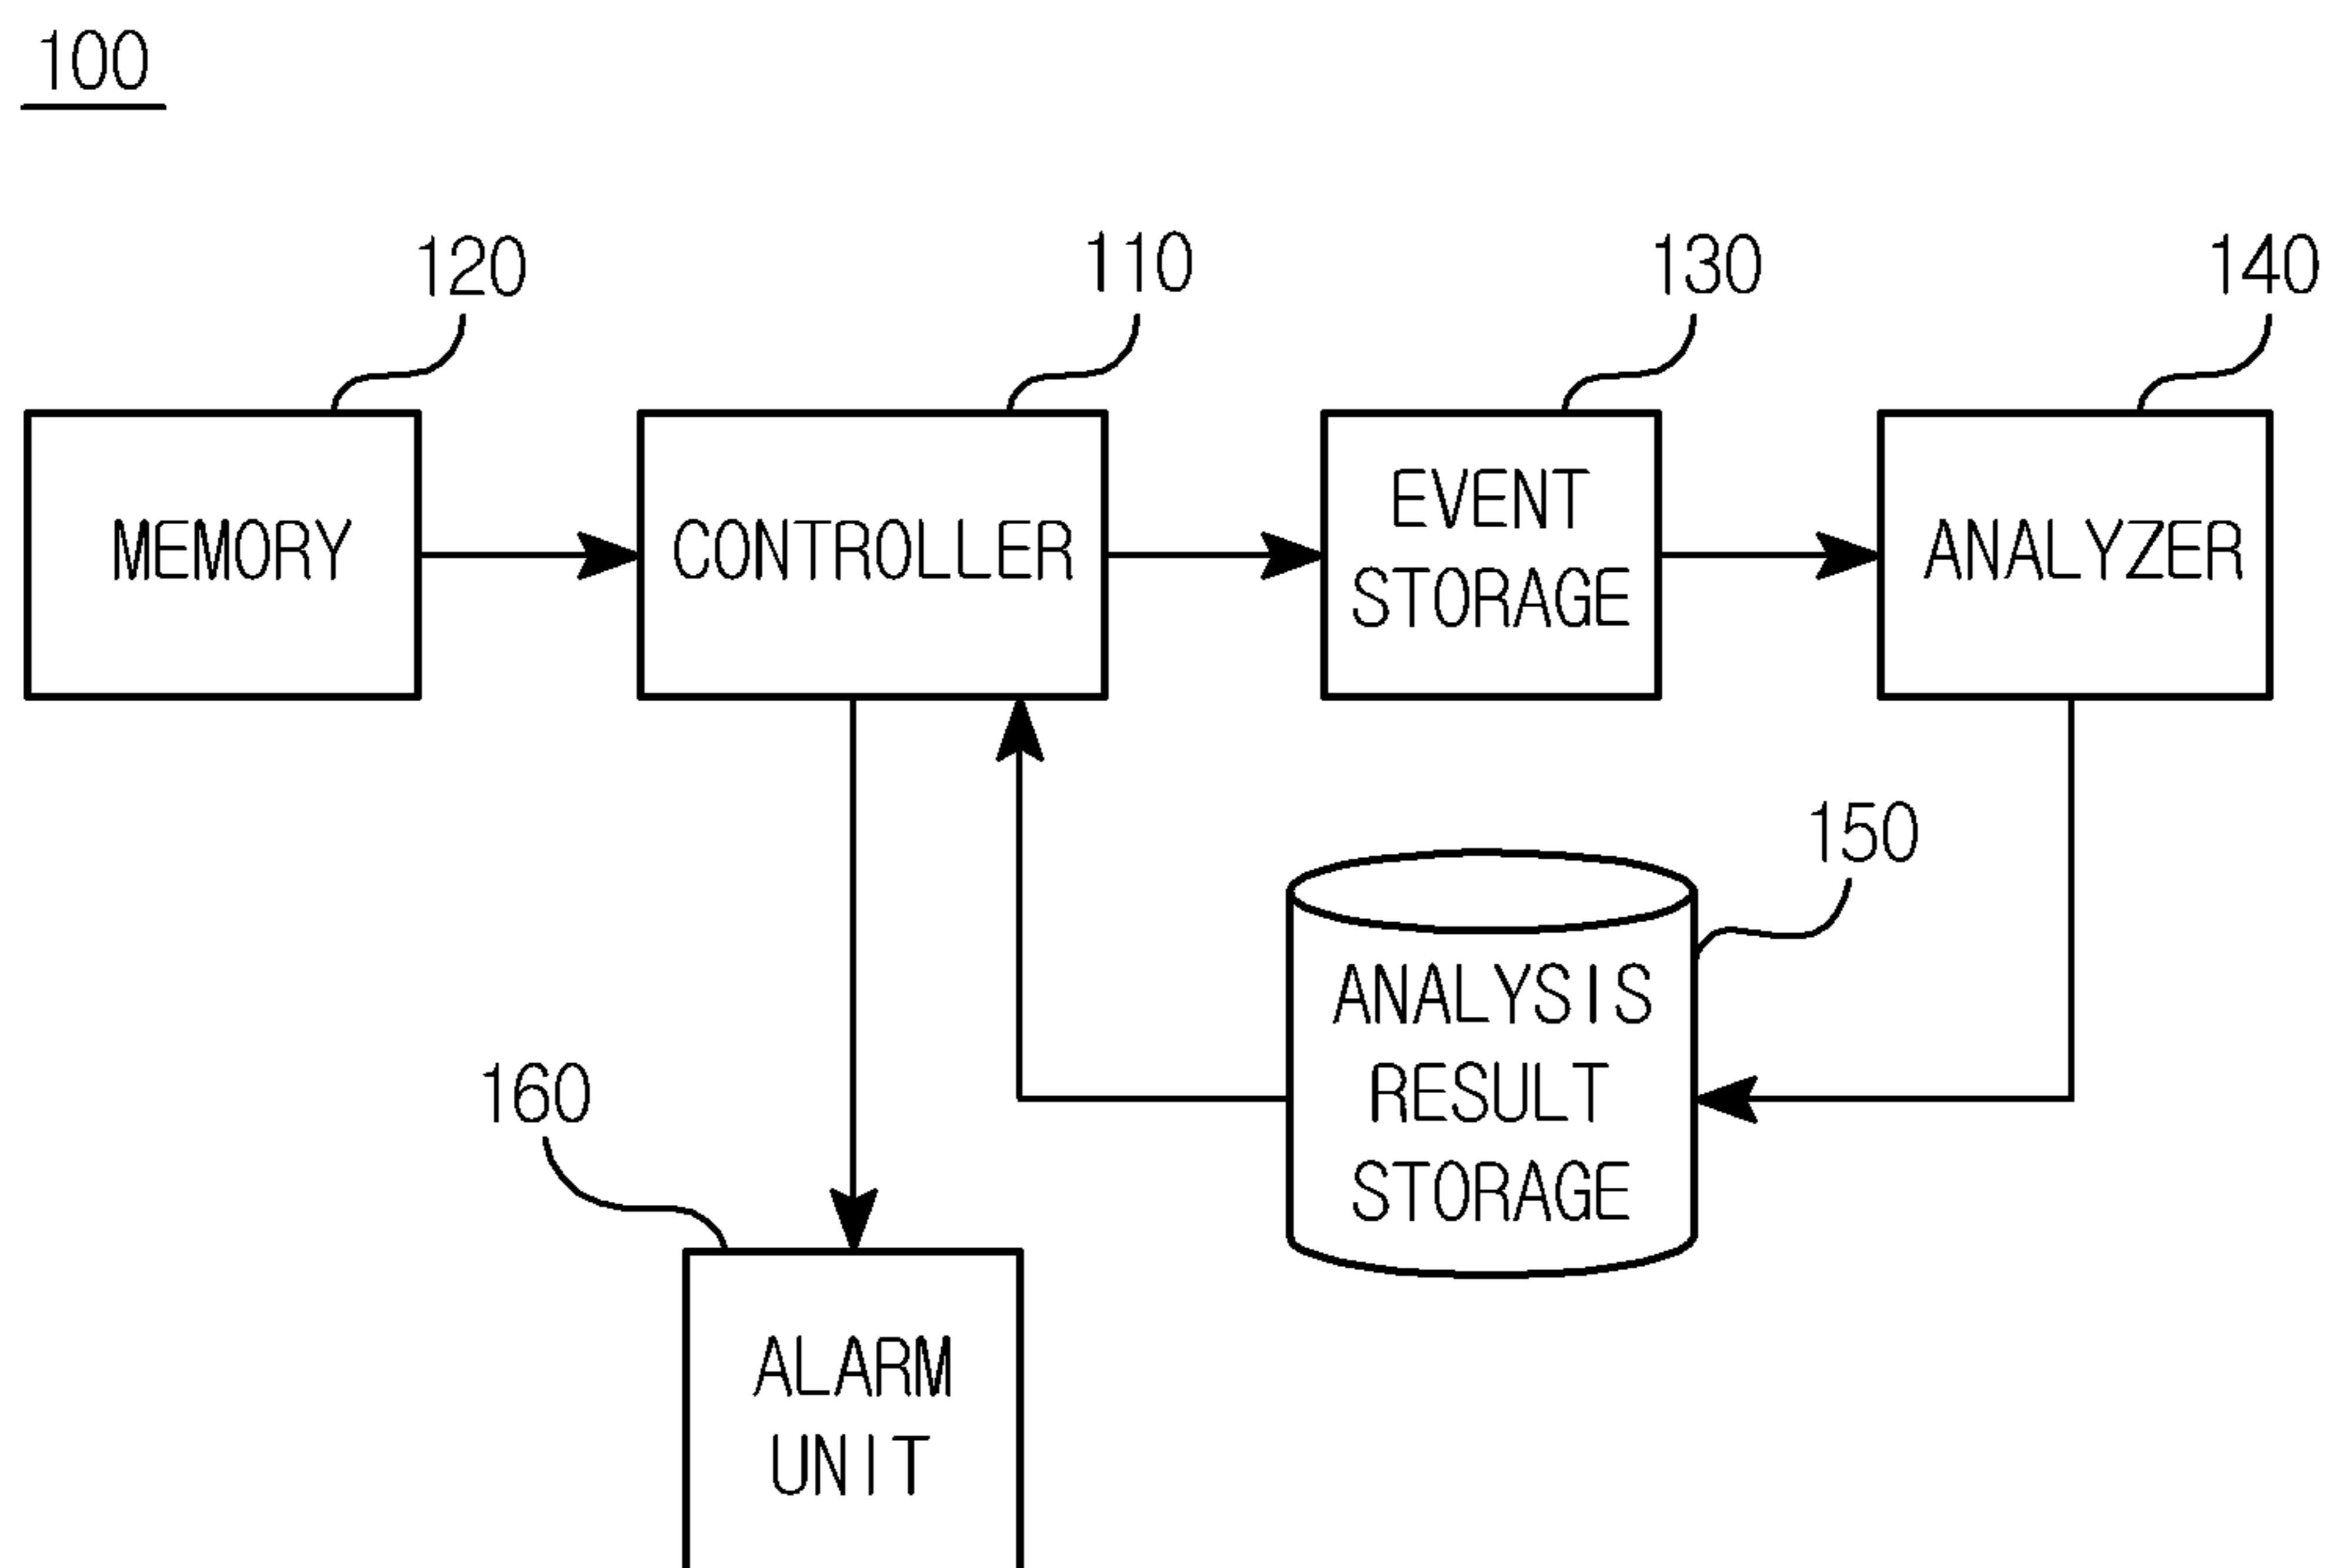 100
120
110
130
140
MEMORY
CONTROLLER
EVENT
STORAGE
ANALYZER
150
ANALYSIS
RESULT
STORAGE
160
ALARM
UNIT